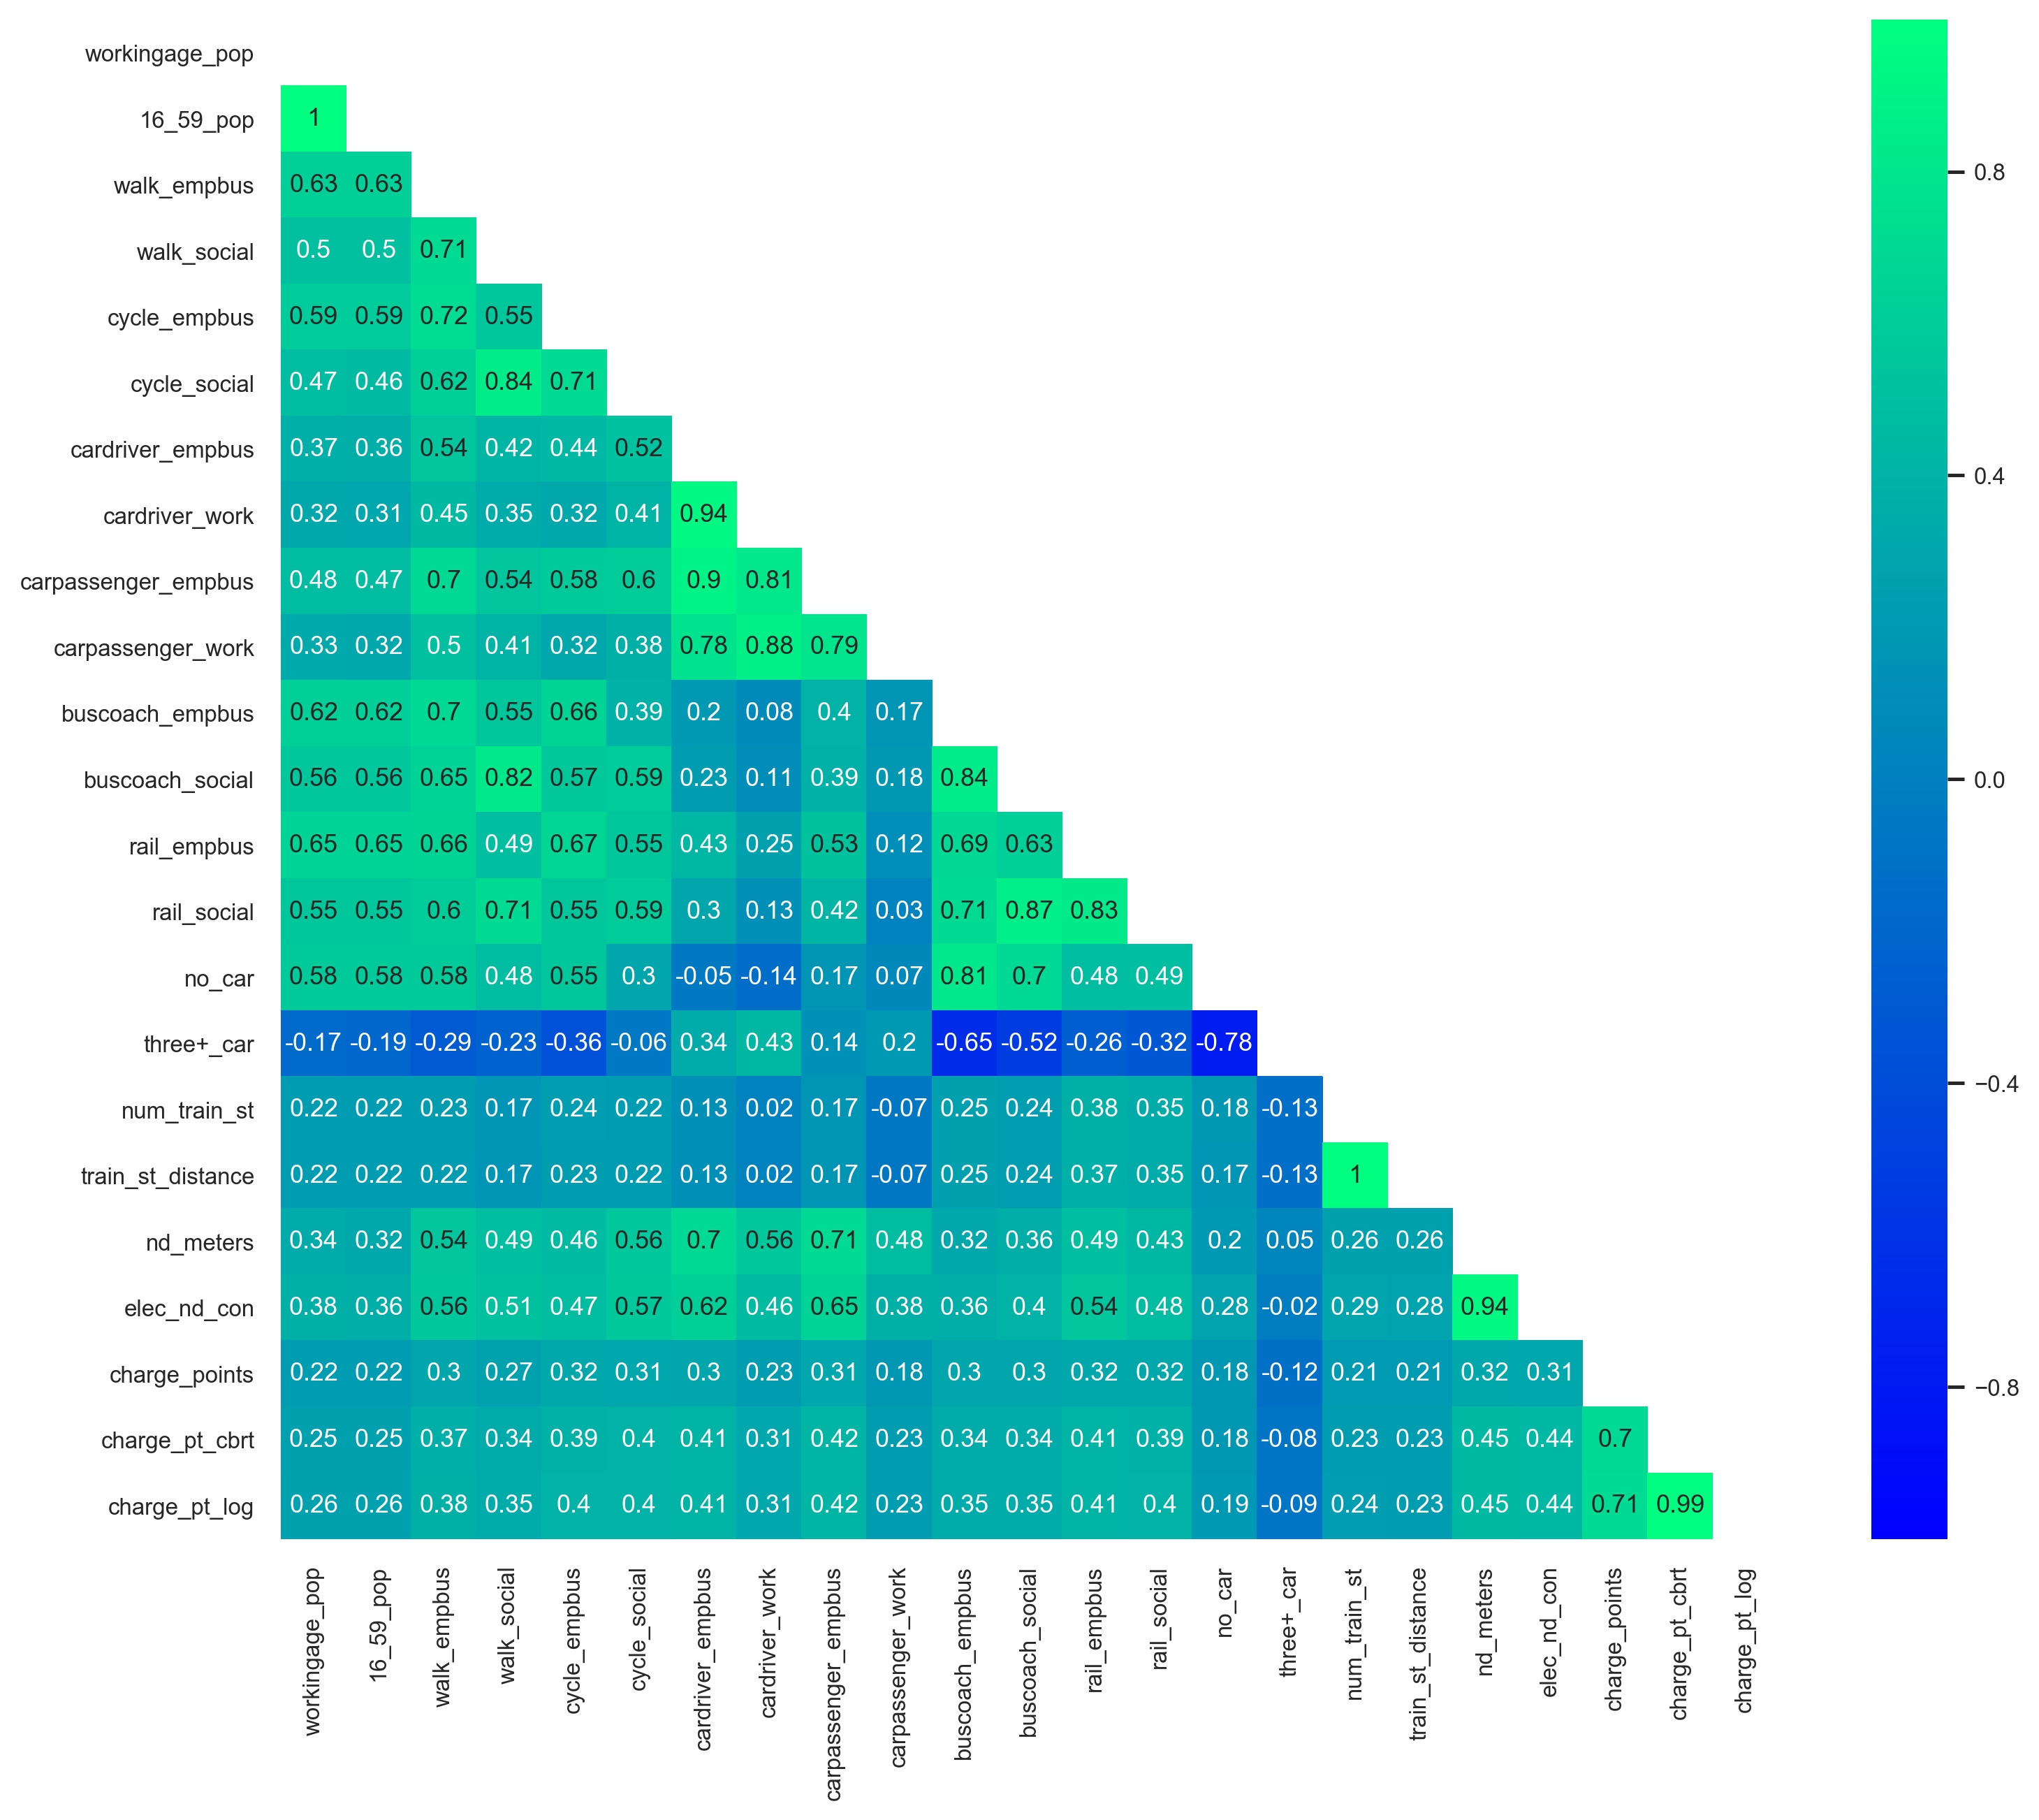 workingage_pop
16_59_pop 1
walk_empbus 0.63 0.63
walk_social 0.5 0.5 0.71
cycle_empbus 0.59 0.59 0.72 0.55
cycle_social 0.47 0.46 0.62 0.84 0.71
cardriver_empbus 0.37 0.36 0.54 0.42 0.44 0.52
cardriver_work 0.32 0.31 0.45 0.35 0.32 0.41 0.94
carpassenger_empbus 0.48 0.47 0.7 0.54 0.58 0.6 0.9 0.81
carpassenger_work 0.33 0.32 0.5 0.41 0.32 0.38 0.78 0.88 0.79
buscoach_empbus 0.62 0.62 0.7 0.55 0.66 0.39 0.2 0.08 0.4 0.17
buscoach_social 0.56 0.56 0.65 0.82 0.57 0.59 0.23 0.11 0.39 0.18 0.84
rail_empbus 0.65 0.65 0.66 0.49 0.67 0.55 0.43 0.25 0.53 0.12 0.69 0.63
rail_social 0.55 0.55 0.6 0.71 0.55 0.59 0.3 0.13 0.42 0.03 0.71 0.87 0.83
no_car 0.58 0.58 0.58 0.48 0.55 0.3 -0.05 -0.14 0.17 0.07 0.81 0.7 0.48 0.49
three+_car -0.17 -0.19 -0.29 -0.23 -0.36 -0.06 0.34 0.43 0.14 0.2 -0.65 -0.52 -0.26 -0.32 -0.78
num_train_st 0.22 0.22 0.23 0.17 0.24 0.22 0.13 0.02 0.17 -0.07 0.25 0.24 0.38 0.35 0.18 -0.13
train_st_distance 0.22 0.22 0.22 0.17 0.23 0.22 0.13 0.02 0.17 -0.07 0.25 0.24 0.37 0.35 0.17 -0.13 1
nd_meters 0.34 0.32 0.54 0.49 0.46 0.56 0.7 0.56 0.71 0.48 0.32 0.36 0.49 0.43 0.2 0.05 0.26 0.26
elec_nd_con 0.38 0.36 0.56 0.51 0.47 0.57 0.62 0.46 0.65 0.38 0.36 0.4 0.54 0.48 0.28 -0.02 0.29 0.28 0.94
charge_points 0.22 0.22 0.3 0.27 0.32 0.31 0.3 0.23 0.31 0.18 0.3 0.3 0.32 0.32 0.18 -0.12 0.21 0.21 0.32 0.31
charge_pt_cbrt 0.25 0.25 0.37 0.34 0.39 0.4 0.41 0.31 0.42 0.23 0.34 0.34 0.41 0.39 0.18 -0.08 0.23 0.23 0.45 0.44 0.7
charge_pt_log 0.26 0.26 0.38 0.35 0.4 0.4 0.41 0.31 0.42 0.23 0.35 0.35 0.41 0.4 0.19 -0.09 0.24 0.23 0.45 0.44 0.71 0.99
workingage_pop
16_59_pop
walk_empbus
walk_social
cycle_empbus
cycle_social
cardriver_empbus
cardriver_work
carpassenger_empbus
carpassenger_work
buscoach_empbus
buscoach_social
rail_empbus
rail_social
no_car
three+_car
num_train_st
train_st_distance
nd_meters
elec_nd_con
charge_points
charge_pt_cbrt
charge_pt_log
0.8
0.4
0.0
−0.4
−0.8